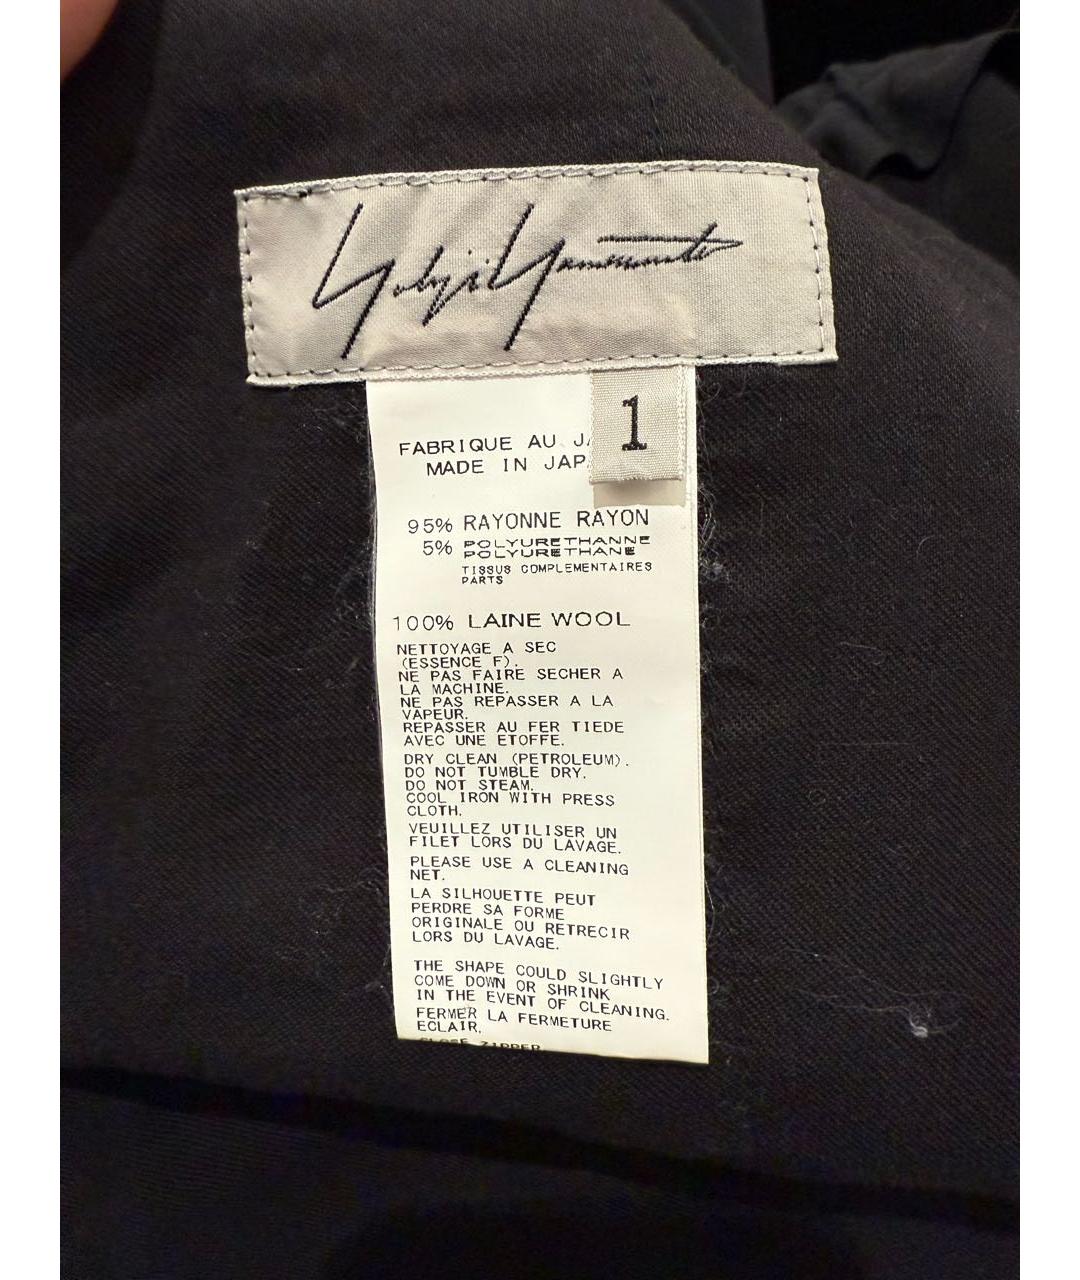 Yohji Yamamoto
1
FABRIQUE AU
MADE IN
95% RAYONNE RAYON
5% POLYURETHANNE
POLYURETHANE
TISSUS COMPLEMENTAIRES
PARTS
100% LAINE WOOL
NETTOYAGE A SEC
(ESSENCE F).
NE PAS FAIRE SECHER A
LA MACHINE.
NE PAS REPASSER A LA
VAPEUR.
REPASSER AU FER TIEDE
AVEC UNE ETOFFE.
DRY CLEAN (PETROLEUM).
DO NOT TUMBLE DRY.
DO NOT STEAM.
COOL IRON WITH PRESS
CLOTH.
VEUILLEZ UTILISER UN
FILET LORS DU LAVAGE.
PLEASE USE A CLEANING
NET.
LA SILHOUETTE PEUT
PERDRE SA FORME
ORIGINALE OU RETRECIR
LORS DU LAVAGE.
THE SHAPE COULD SLIGHTLY
COME DOWN OR SHRINK
IN THE EVENT OF CLEANING.
FERMER LA FERMETURE
ECLAIR.
CLOSE ZIPPER